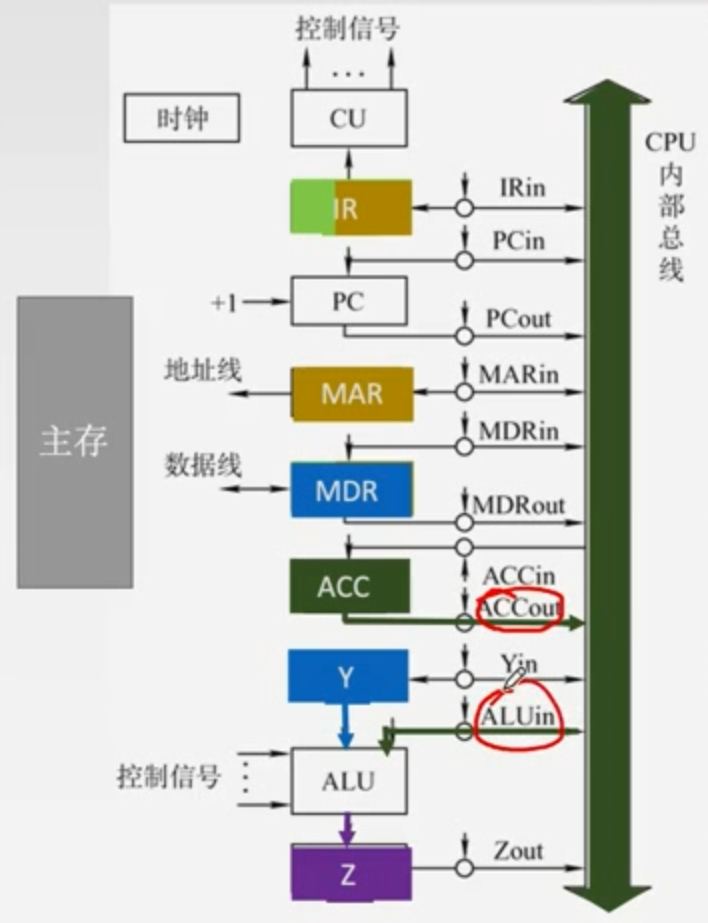 控制信号
...
时钟
CU
CPU
内
部
总
线
IR
IRin
PCin
+1
PC
PCout
地址线
MAR
MARin
主存
MDRin
数据线
MDR
MDRout
ACC
ACCin
ACCout
Y
Yin
ALUin
控制信号
ALU
Z
Zout